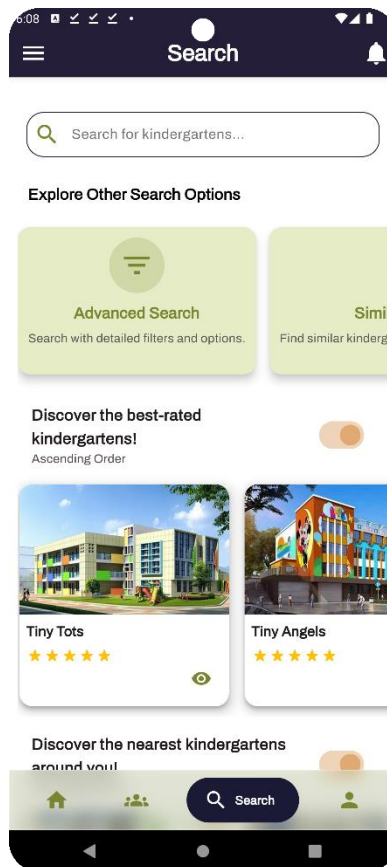 6:08
Search
Search for kindergartens...
Explore Other Search Options
Advanced Search
Search with detailed filters and options.
Simi
Find similar kinderg
Discover the best-rated
kindergartens!
Ascending Order
Tiny Tots
Tiny Angels
Discover the nearest kindergartens
around you!
Search